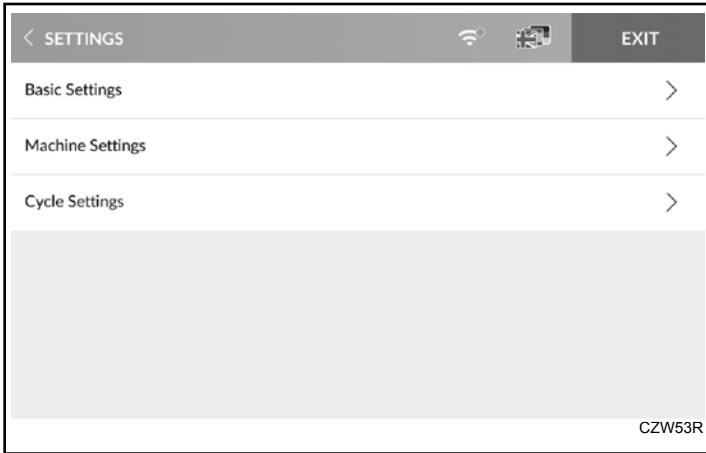 SETTINGS
EXIT
Basic Settings
Machine Settings
Cycle Settings
CZW53R